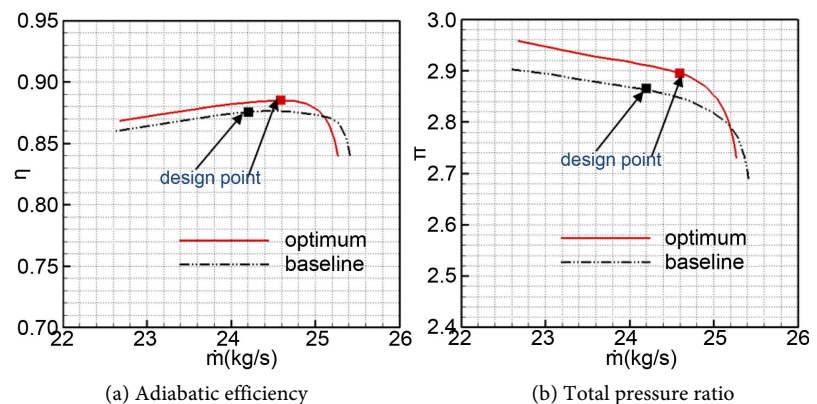 0.95
0.90
0.85
0.80
0.75
0.70
η
design point
optimum
baseline
22 23 24 25 26
ṁ(kg/s)
(a) Adiabatic efficiency
3.0
2.9
2.8
2.7
2.6
2.5
2.4
π
design point
optimum
baseline
22 23 24 25 26
ṁ(kg/s)
(b) Total pressure ratio